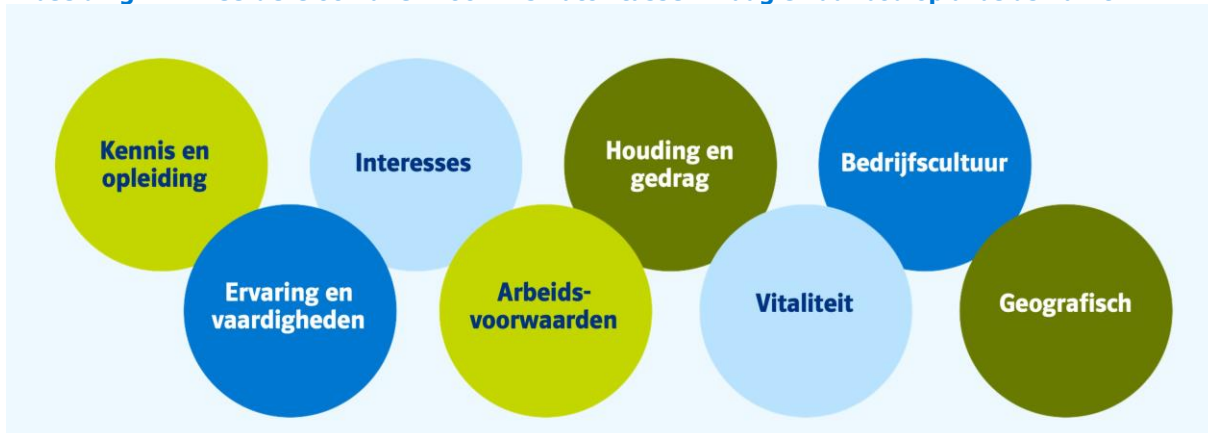 Kennis en
opleiding
Interesses
Houding en
gedrag
Bedrijfscultuur
Ervaring en
vaardigheden
Arbeids-
voorwaarden
Vitaliteit
Geografisch